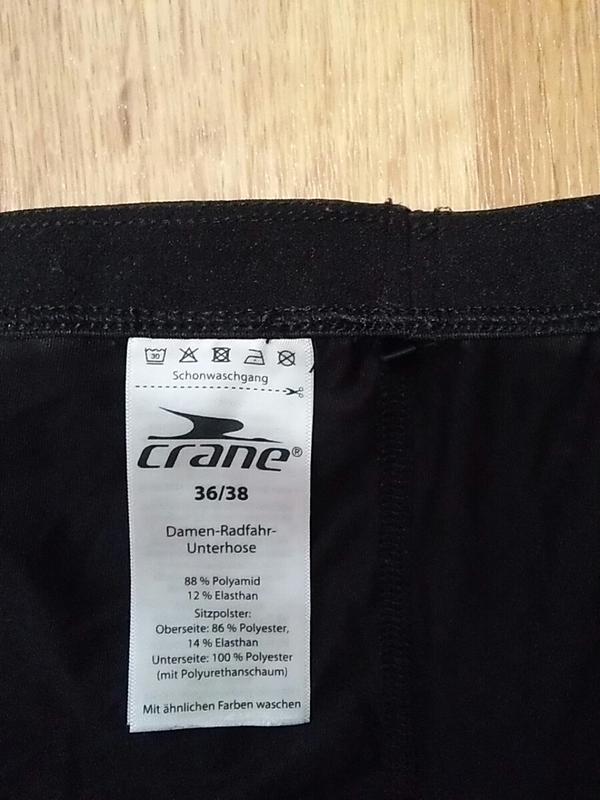 30
Schonwaschgang
crane®
36/38
Damen-Radfahr-
Unterhose
88 % Polyamid
12 % Elasthan
Sitzpolster:
Oberseite: 86 % Polyester,
14 % Elasthan
Unterseite: 100 % Polyester
(mit Polyurethanschaum)
Mit ähnlichen Farben waschen